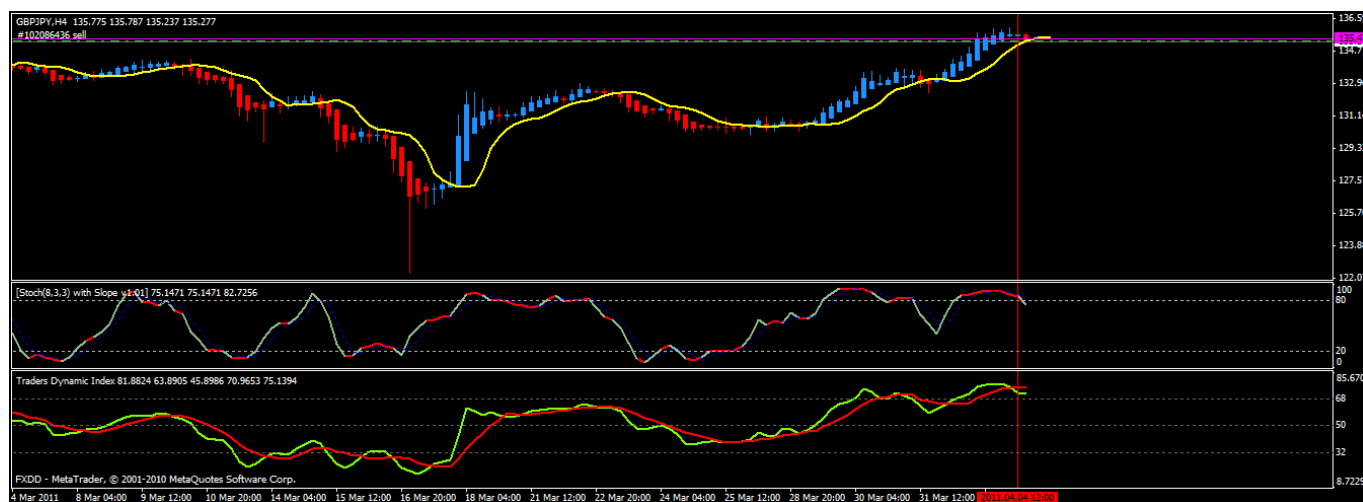 GBPJPY,H4 135.775 135.787 135.237 135.277
#102086436 sell
135.4
134.7
131.1
129.3
127.5
125.7
123.8
122.0
[Stoch(8,3,3) with Slope v1.01] 75.1471 75.1471 82.7256
100
80
20
0
Traders Dynamic Index 81.8824 63.8905 45.8986 70.9653 75.1394
85.670
68
50
32
8.7229
FXDD - MetaTrader, © 2001-2010 MetaQuotes Software Corp.
4 Mar 2011 8 Mar 04:00 9 Mar 12:00 10 Mar 20:00 14 Mar 04:00 15 Mar 12:00 16 Mar 20:00 18 Mar 04:00 21 Mar 12:00 22 Mar 20:00 24 Mar 04:00 25 Mar 12:00 28 Mar 20:00 30 Mar 04:00 31 Mar 12:00 2011.04.04 12:00